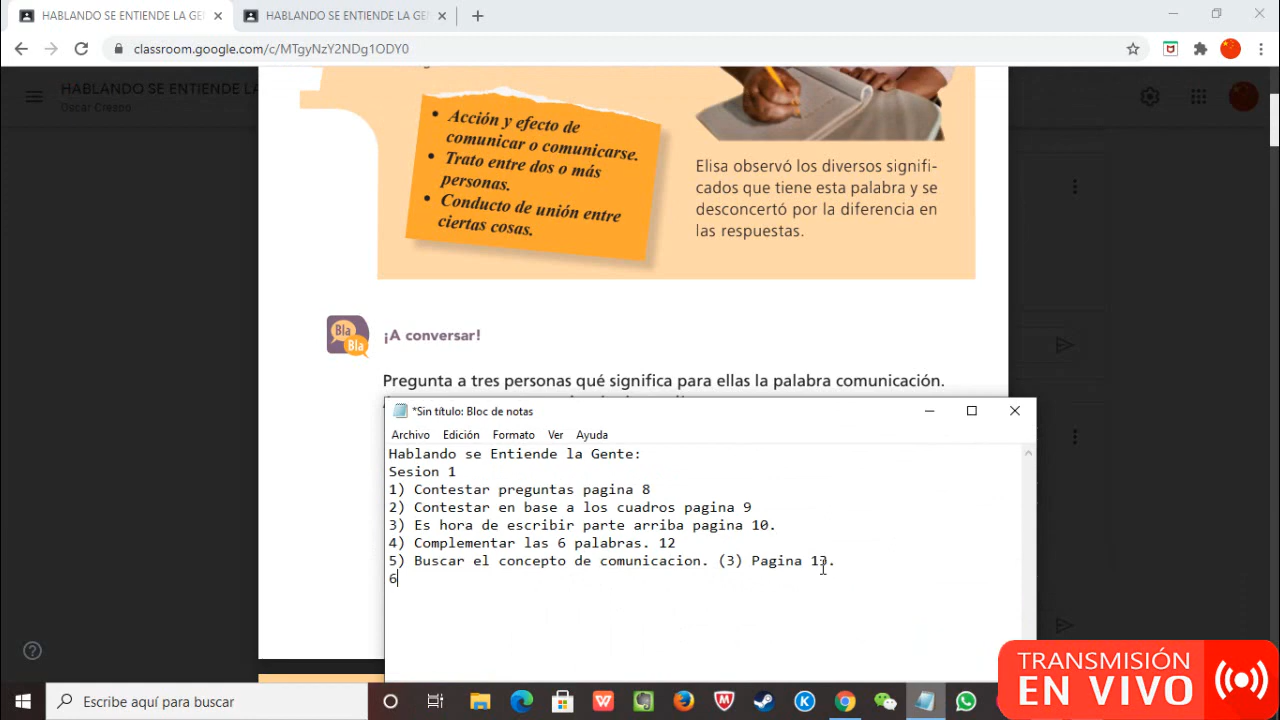 HABLANDO SE ENTIENDE LA GE
HABLANDO SE ENTIENDE LA GEN
classroom.google.com/c/MTgyNzY2NDg1ODY0
HABLANDO SE ENTIENDE LA
Oscar Crespo
• Acción y efecto de
comunicar o comunicarse.
• Trato entre dos o más
personas.
• Conducto de unión entre
ciertas cosas.
Elisa observó los diversos signifi-
cados que tiene esta palabra y se
desconcertó por la diferencia en
las respuestas.
Bla
Bla
¡A conversar!
Pregunta a tres personas qué significa para ellas la palabra comunicación.
*Sin título: Bloc de notas
Archivo Edición Formato Ver Ayuda
Hablando se Entiende la Gente:
Sesion 1
1) Contestar preguntas pagina 8
2) Contestar en base a los cuadros pagina 9
3) Es hora de escribir parte arriba pagina 10.
4) Complementar las 6 palabras. 12
5) Buscar el concepto de comunicacion. (3) Pagina 13.
6
Escribe aquí para buscar
TRANSMISIÓN
EN VIVO